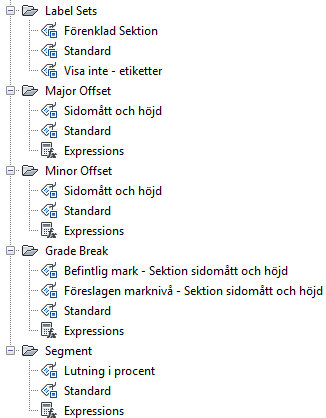 Label Sets
Förenklad Sektion
Standard
Visa inte - etiketter
Major Offset
Sidomått och höjd
Standard
Expressions
Minor Offset
Sidomått och höjd
Standard
Expressions
Grade Break
Befintlig mark - Sektion sidomått och höjd
Föreslagen marknivå - Sektion sidomått och höjd
Standard
Expressions
Segment
Lutning i procent
Standard
Expressions